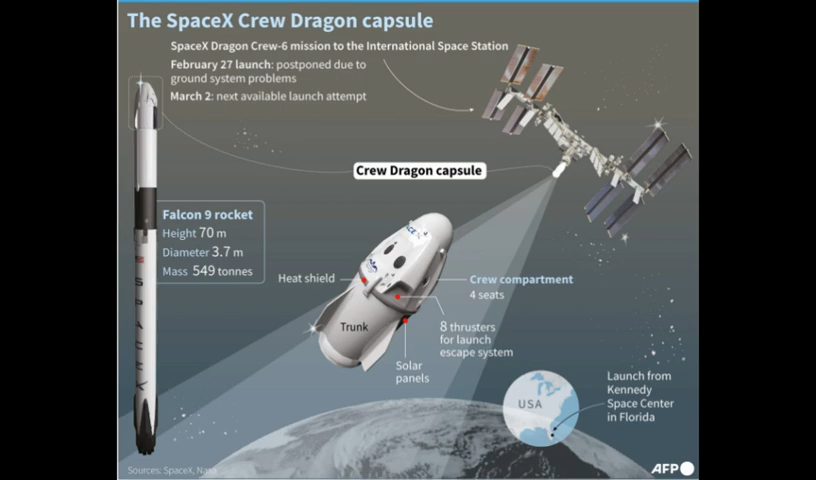 The SpaceX Crew Dragon capsule
SpaceX Dragon Crew-6 mission to the International Space Station
February 27 launch: postponed due to
ground system problems
March 2: next available launch attempt
Crew Dragon capsule
Falcon 9 rocket
Height 70 m
Diameter 3.7 m
Mass 549 tonnes
SPACEX
Heat shield
Crew compartment
4 seats
Trunk
8 thrusters
for launch
escape system
Solar
panels
USA
Launch from
Kennedy
Space Center
in Florida
Sources: SpaceX, Nasa
AFP